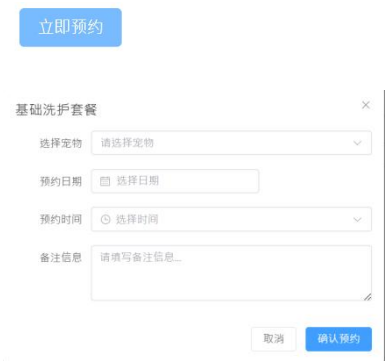 立即预约
基础洗护套餐
选择宠物 请选择宠物
预约日期 选择日期
预约时间 选择时间
备注信息 请填写备注信息...
取消 确认预约